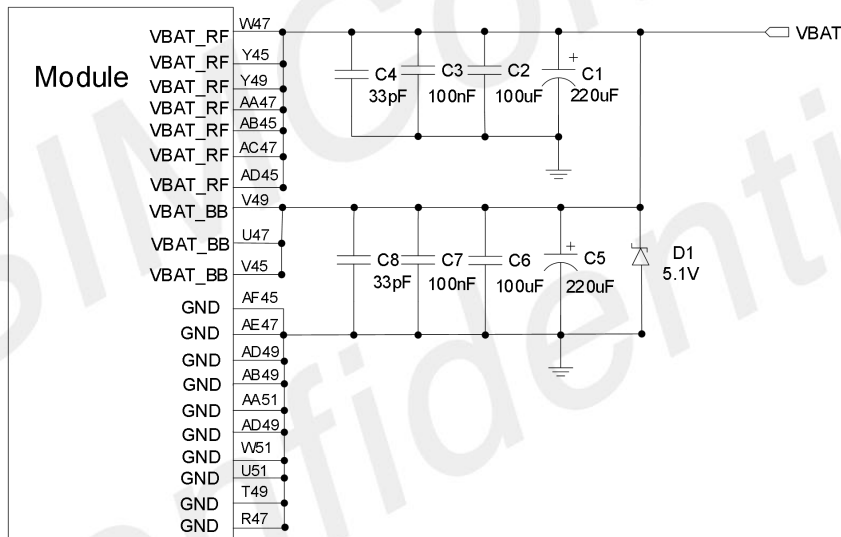 VBAT_RF W47
VBAT
VBAT_RF Y45
VBAT_RF Y49
Module
VBAT_RF AA47
VBAT_RF AB45
VBAT_RF AC47
VBAT_RF AD45
C4 33pF
C3 100nF
C2 100uF
+ C1 220uF
VBAT_BB V49
VBAT_BB U47
VBAT_BB V45
C8 33pF
C7 100nF
C6 100uF
+ C5 220uF
D1 5.1V
GND AF45
GND AE47
GND AD49
GND AB49
GND AA51
GND AD49
GND W51
GND U51
GND T49
GND R47